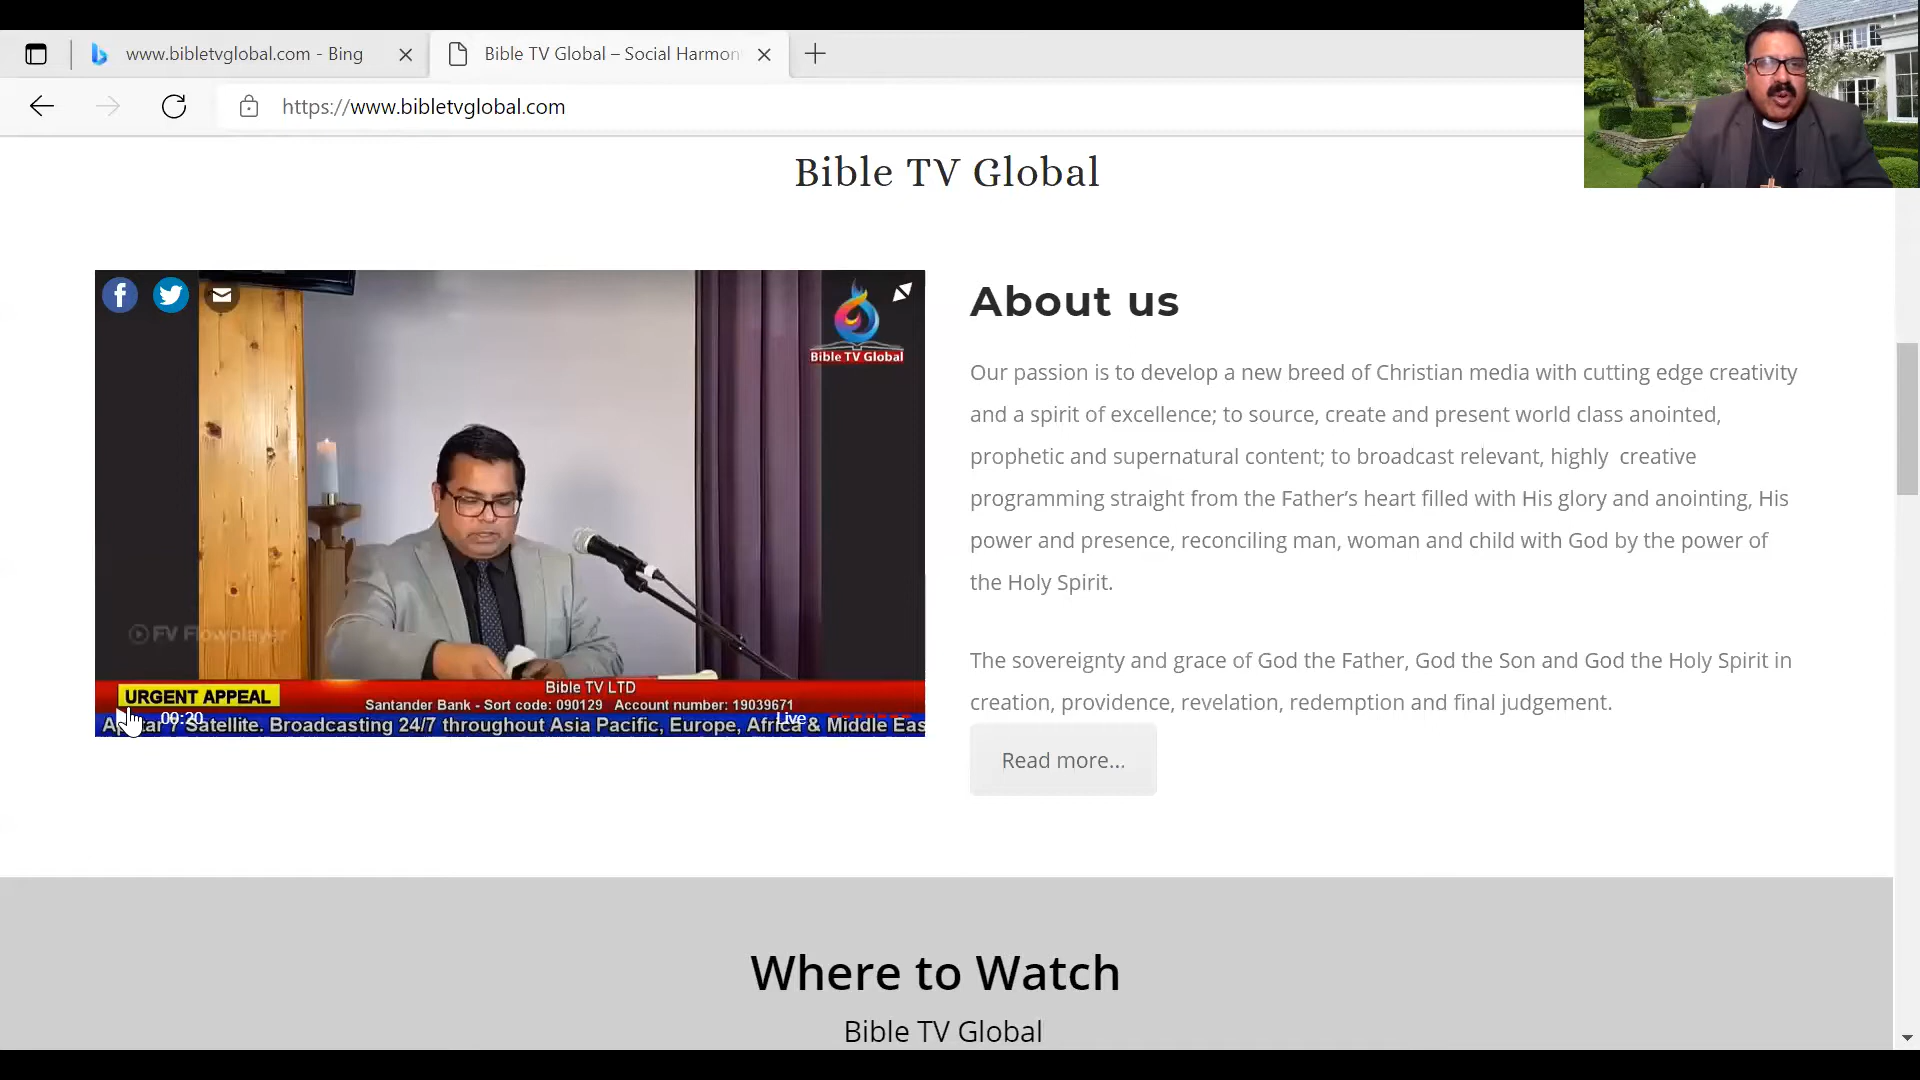 www.bibletvglobal.com - Bing
Bible TV Global – Social Harmon
https://www.bibletvglobal.com
Bible TV Global
Bible TV Global
FV Flowplayer
URGENT APPEAL
Bible TV LTD
Santander Bank - Sort code: 090129 Account number: 19039671
00:20
Live
Satellite. Broadcasting 24/7 throughout Asia Pacific, Europe, Africa & Middle Eas
About us
Our passion is to develop a new breed of Christian media with cutting edge creativity
and a spirit of excellence; to source, create and present world class anointed,
prophetic and supernatural content; to broadcast relevant, highly creative
programming straight from the Father’s heart filled with His glory and anointing, His
power and presence, reconciling man, woman and child with God by the power of
the Holy Spirit.
The sovereignty and grace of God the Father, God the Son and God the Holy Spirit in
creation, providence, revelation, redemption and final judgement.
Read more...
Where to Watch
Bible TV Global